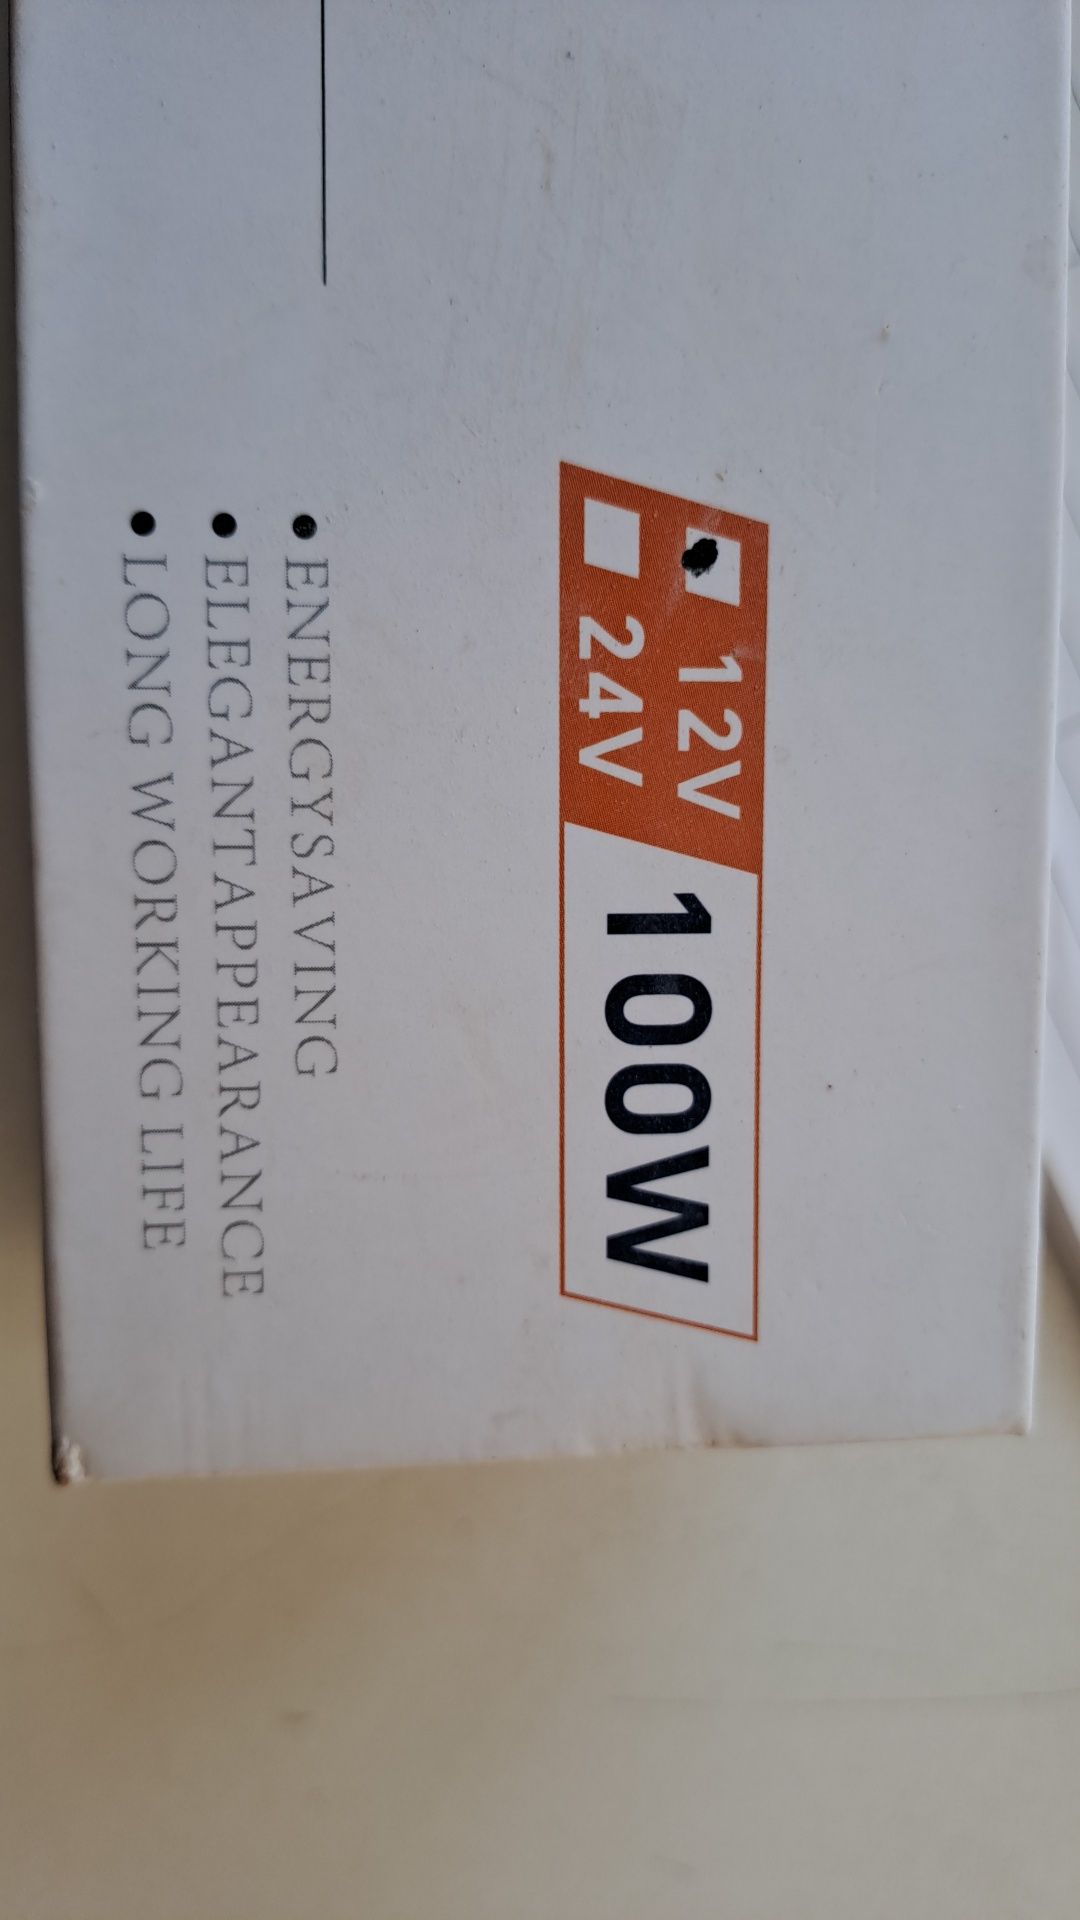 12V
24V
100W
● ENERGYSAVING
● ELEGANTAPPEARANCE
● LONG WORKING LIFE